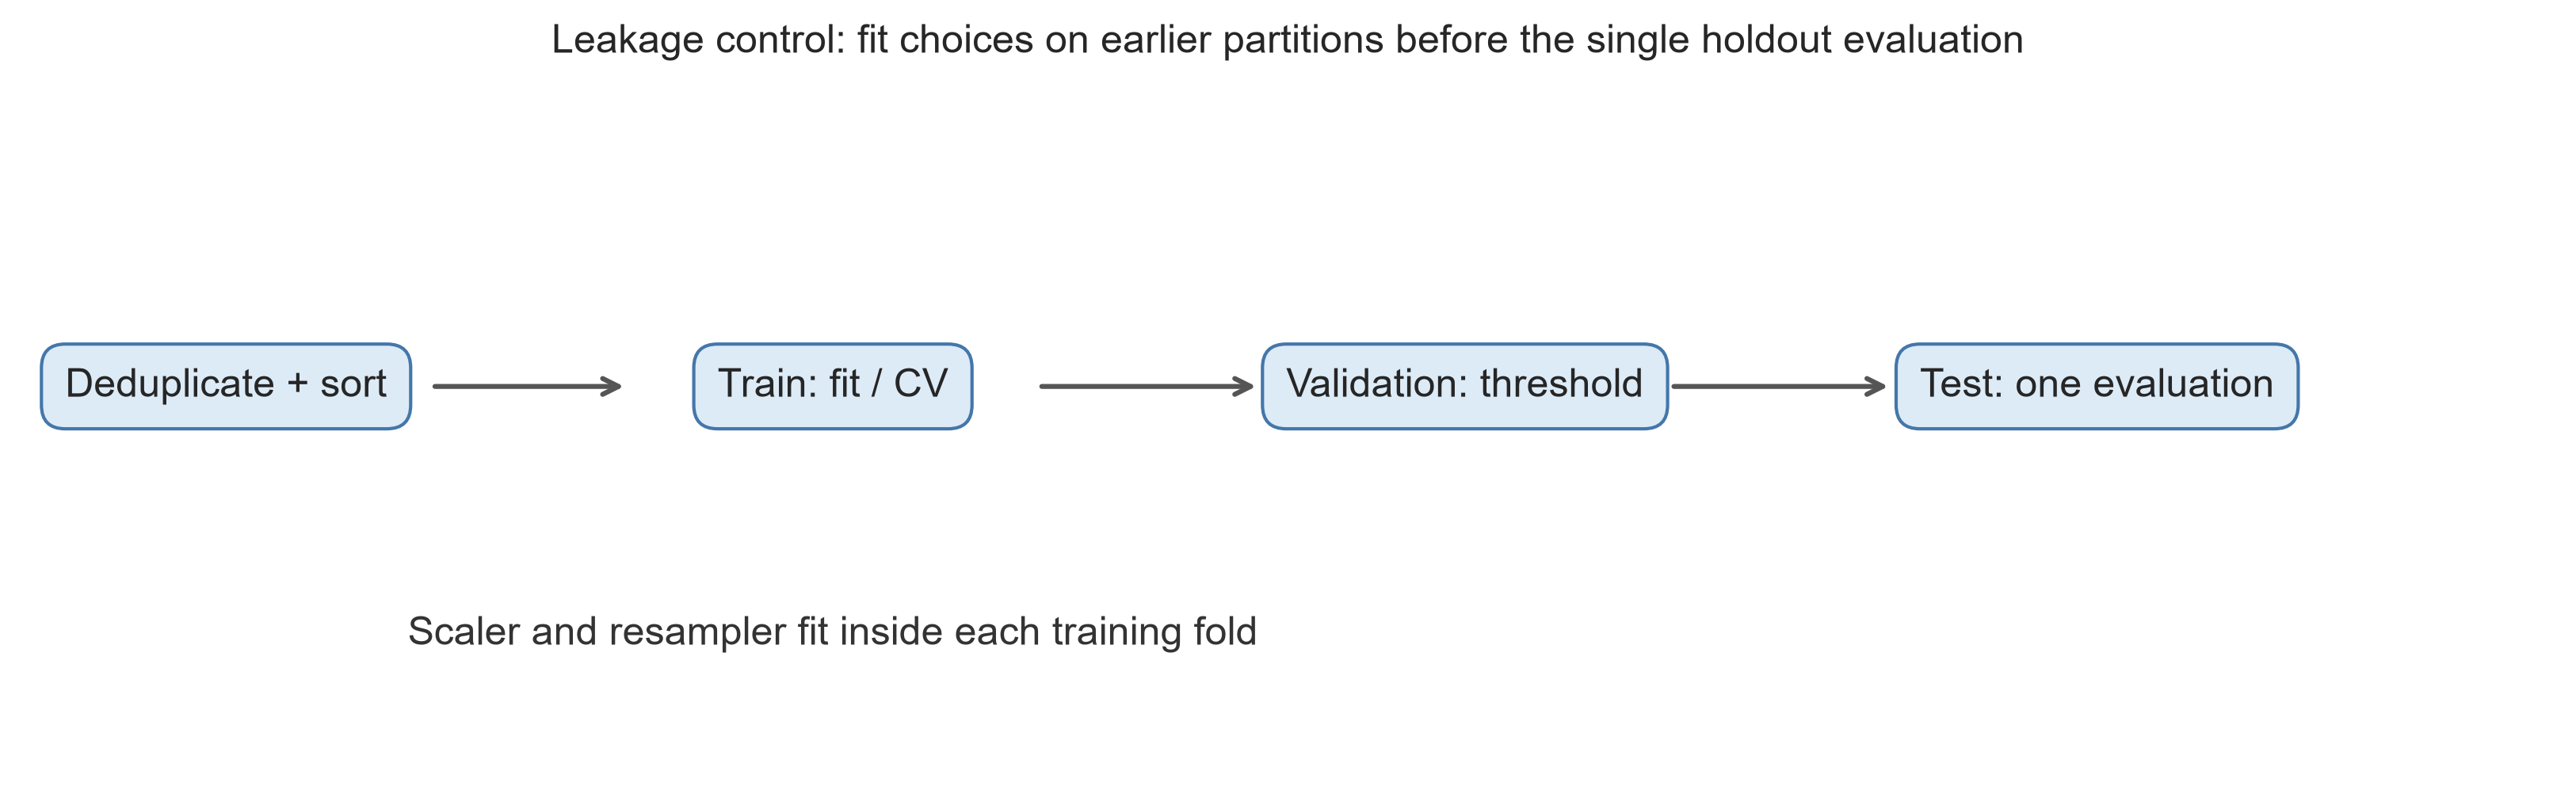 Leakage control: fit choices on earlier partitions before the single holdout evaluation
Deduplicate + sort
Train: fit / CV
Validation: threshold
Test: one evaluation
Scaler and resampler fit inside each training fold